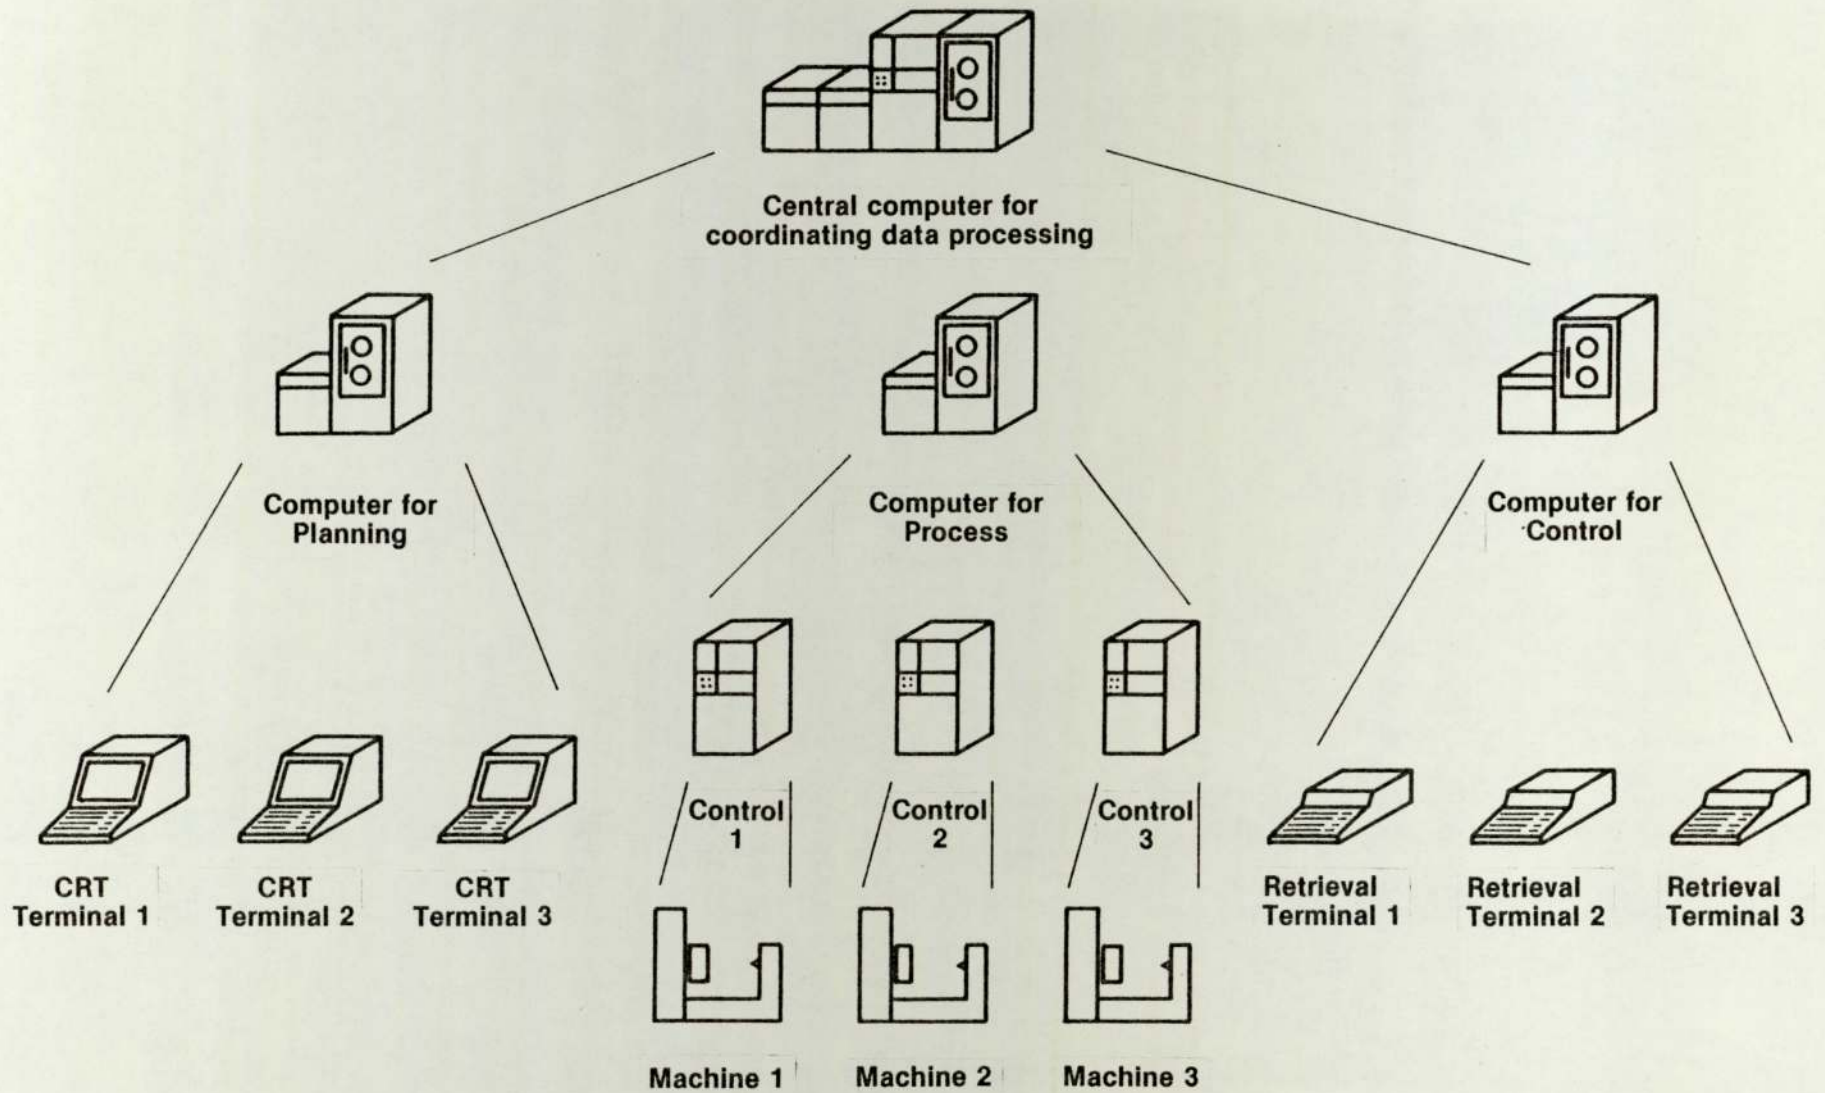 Central computer for
coordinating data processing
Computer for
Planning
Computer for
Process
Computer for
Control
Control
1
Control
2
Control
3
CRT
Terminal 1
CRT
Terminal 2
CRT
Terminal 3
Retrieval
Terminal 1
Retrieval
Terminal 2
Retrieval
Terminal 3
Machine 1
Machine 2
Machine 3